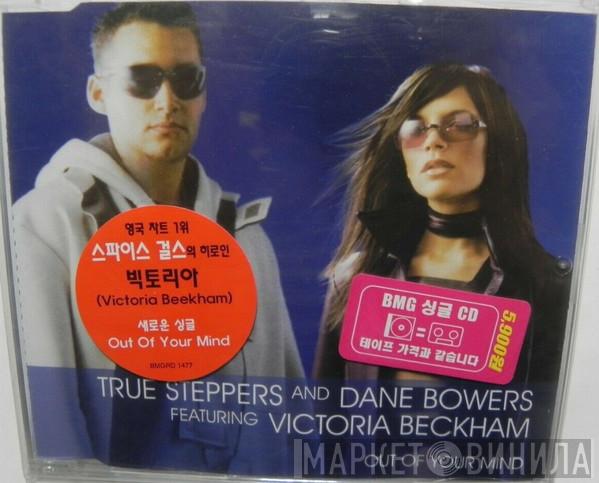 영국 차트 1위
스파이스 걸스의 히로인
빅토리아
(Victoria Beekham)
새로운 싱글
Out Of Your Mind
BMGRD 1477
BMG 싱글 CD
=
테이프 가격과 같습니다
5,900원
TRUE STEPPERS AND DANE BOWERS
FEATURING VICTORIA BECKHAM
OUT OF YOUR MIND
МАРКЕТ ВИНИЛА